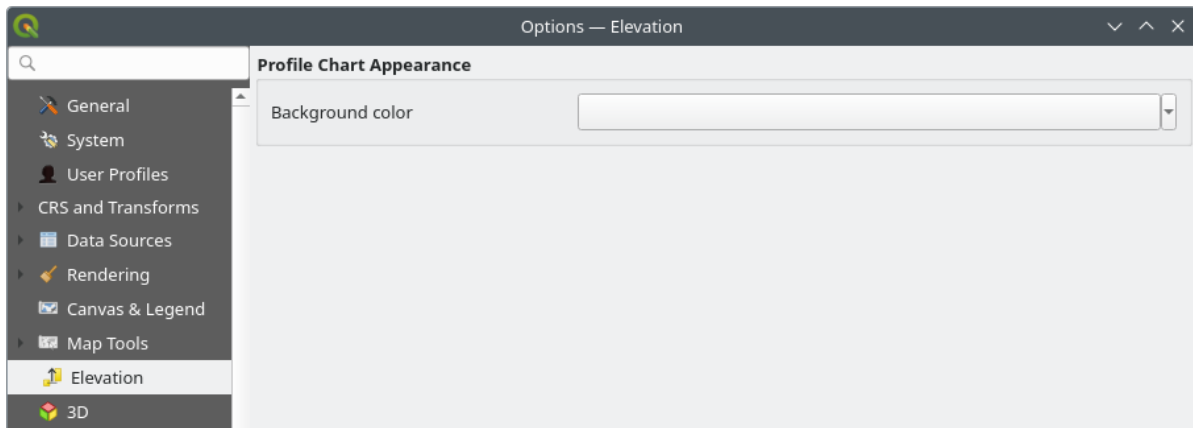 Options — Elevation
Profile Chart Appearance
Background color
General
System
User Profiles
CRS and Transforms
Data Sources
Rendering
Canvas & Legend
Map Tools
Elevation
3D